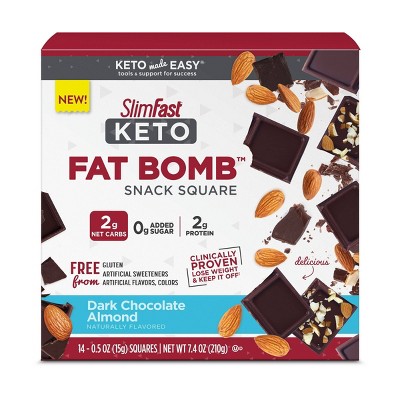 KETO made EASY®
tools & support for success
NEW!
SlimFast
KETO
FAT BOMB™
SNACK SQUARE
2g NET CARBS
0g ADDED SUGAR
2g PROTEIN
FREE from
GLUTEN
ARTIFICIAL SWEETENERS
ARTIFICIAL FLAVORS, COLORS
CLINICALLY
PROVEN
LOSE WEIGHT
& KEEP IT OFF
delicious
Dark Chocolate
Almond
NATURALLY FLAVORED
14 - 0.5 OZ (15g) SQUARES | NET WT 7.4 OZ (210g)